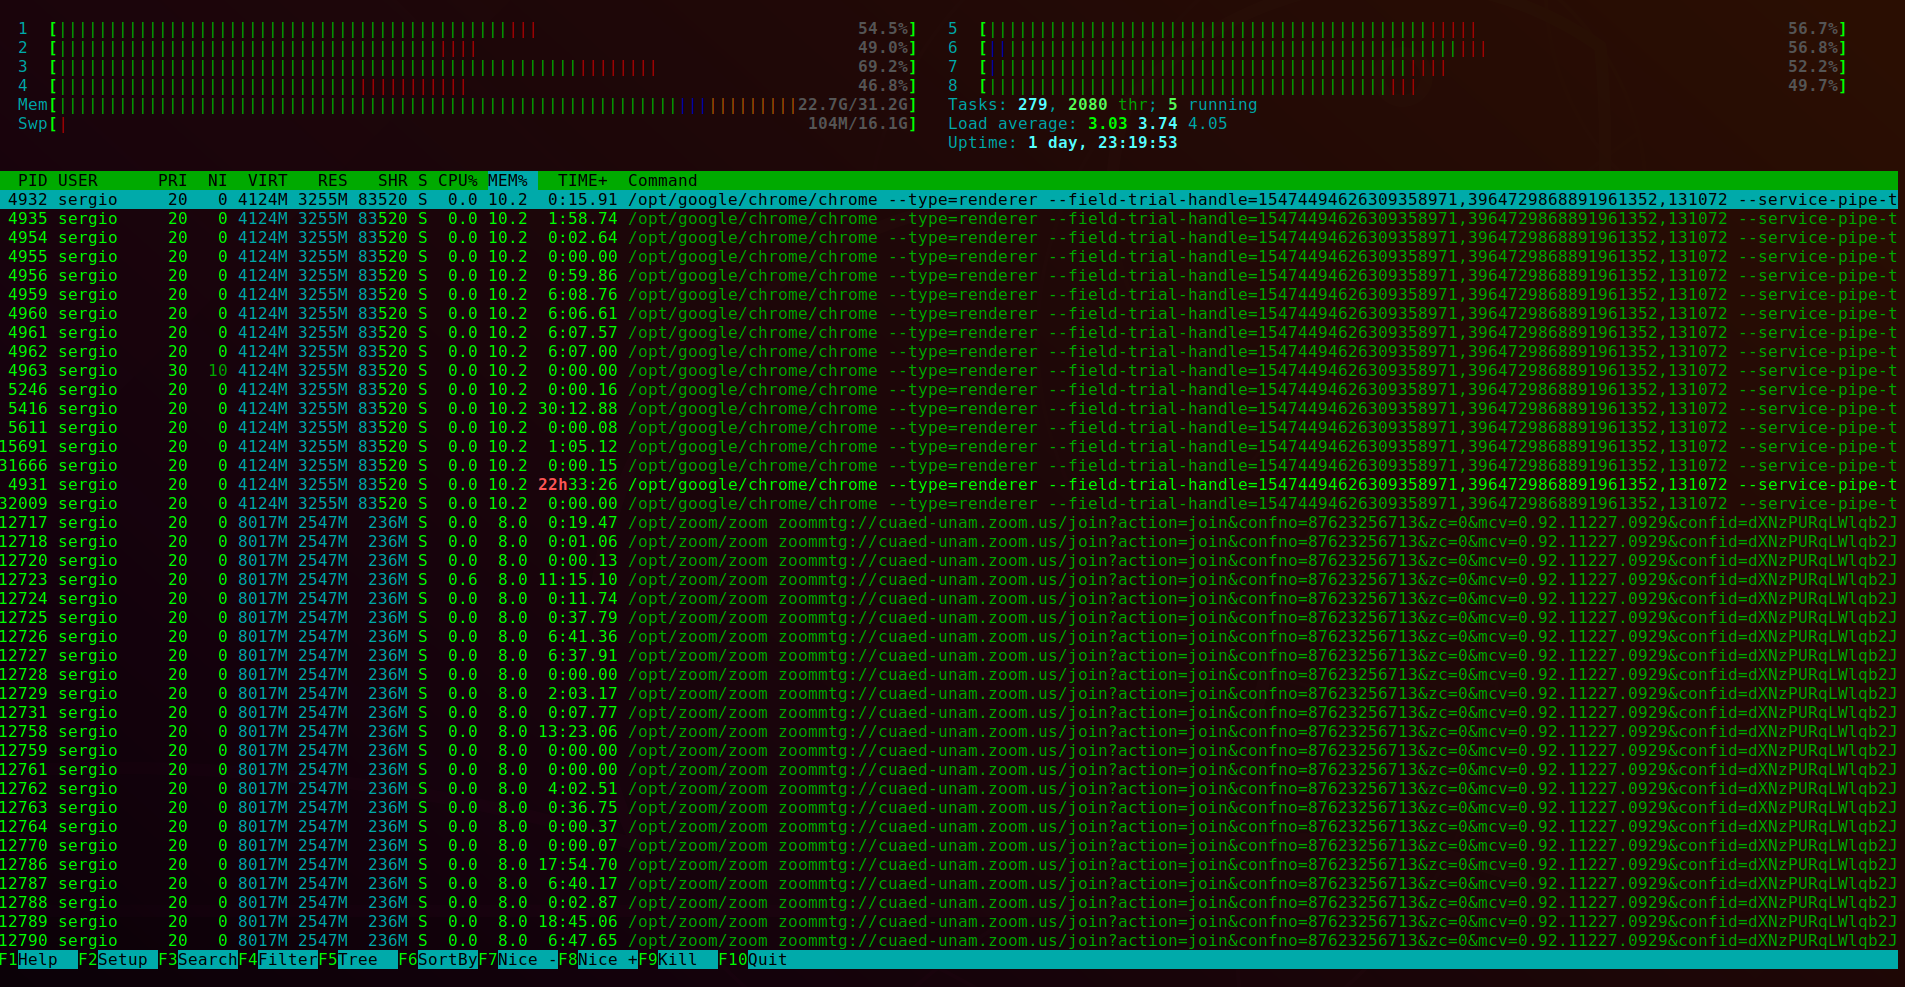 1 [||||||||||||||||||||||||||||||||||||||||||||||||54.5%] 5 [|||||||||||||||||||||||||||||||||||||||||||||||||56.7%]
2 [||||||||||||||||||||||||||||||||||||||||||49.0%] 6 [||||||||||||||||||||||||||||||||||||||||||||||||||56.8%]
3 [||||||||||||||||||||||||||||||||||||||||||||||||||||||||||||69.2%] 7 [||||||||||||||||||||||||||||||||||||||||||||||52.2%]
4 [|||||||||||||||||||||||||||||||||||||||||46.8%] 8 [|||||||||||||||||||||||||||||||||||||||||||49.7%]
Mem[||||||||||||||||||||||||||||||||||||||||||||||||||||||||||||||||||||||||||22.7G/31.2G] Tasks: 279, 2080 thr; 5 running
Swp[| 104M/16.1G] Load average: 3.03 3.74 4.05
Uptime: 1 day, 23:19:53
PID USER PRI NI VIRT RES SHR S CPU% MEM% TIME+ Command
4932 sergio 20 0 4124M 3255M 83520 S 0.0 10.2 0:15.91 /opt/google/chrome/chrome --type=renderer --field-trial-handle=15474494626309358971,3964729868891961352,131072 --service-pipe-t
4935 sergio 20 0 4124M 3255M 83520 S 0.0 10.2 1:58.74 /opt/google/chrome/chrome --type=renderer --field-trial-handle=15474494626309358971,3964729868891961352,131072 --service-pipe-t
4954 sergio 20 0 4124M 3255M 83520 S 0.0 10.2 0:02.64 /opt/google/chrome/chrome --type=renderer --field-trial-handle=15474494626309358971,3964729868891961352,131072 --service-pipe-t
4955 sergio 20 0 4124M 3255M 83520 S 0.0 10.2 0:00.00 /opt/google/chrome/chrome --type=renderer --field-trial-handle=15474494626309358971,3964729868891961352,131072 --service-pipe-t
4956 sergio 20 0 4124M 3255M 83520 S 0.0 10.2 0:59.86 /opt/google/chrome/chrome --type=renderer --field-trial-handle=15474494626309358971,3964729868891961352,131072 --service-pipe-t
4959 sergio 20 0 4124M 3255M 83520 S 0.0 10.2 6:08.76 /opt/google/chrome/chrome --type=renderer --field-trial-handle=15474494626309358971,3964729868891961352,131072 --service-pipe-t
4960 sergio 20 0 4124M 3255M 83520 S 0.0 10.2 6:06.61 /opt/google/chrome/chrome --type=renderer --field-trial-handle=15474494626309358971,3964729868891961352,131072 --service-pipe-t
4961 sergio 20 0 4124M 3255M 83520 S 0.0 10.2 6:07.57 /opt/google/chrome/chrome --type=renderer --field-trial-handle=15474494626309358971,3964729868891961352,131072 --service-pipe-t
4962 sergio 20 0 4124M 3255M 83520 S 0.0 10.2 6:07.00 /opt/google/chrome/chrome --type=renderer --field-trial-handle=15474494626309358971,3964729868891961352,131072 --service-pipe-t
4963 sergio 30 10 4124M 3255M 83520 S 0.0 10.2 0:00.00 /opt/google/chrome/chrome --type=renderer --field-trial-handle=15474494626309358971,3964729868891961352,131072 --service-pipe-t
5246 sergio 20 0 4124M 3255M 83520 S 0.0 10.2 0:00.16 /opt/google/chrome/chrome --type=renderer --field-trial-handle=15474494626309358971,3964729868891961352,131072 --service-pipe-t
5416 sergio 20 0 4124M 3255M 83520 S 0.0 10.2 30:12.88 /opt/google/chrome/chrome --type=renderer --field-trial-handle=15474494626309358971,3964729868891961352,131072 --service-pipe-t
5611 sergio 20 0 4124M 3255M 83520 S 0.0 10.2 0:00.08 /opt/google/chrome/chrome --type=renderer --field-trial-handle=15474494626309358971,3964729868891961352,131072 --service-pipe-t
15691 sergio 20 0 4124M 3255M 83520 S 0.0 10.2 1:05.12 /opt/google/chrome/chrome --type=renderer --field-trial-handle=15474494626309358971,3964729868891961352,131072 --service-pipe-t
31666 sergio 20 0 4124M 3255M 83520 S 0.0 10.2 0:00.15 /opt/google/chrome/chrome --type=renderer --field-trial-handle=15474494626309358971,3964729868891961352,131072 --service-pipe-t
4931 sergio 20 0 4124M 3255M 83520 S 0.0 10.2 22h33:26 /opt/google/chrome/chrome --type=renderer --field-trial-handle=15474494626309358971,3964729868891961352,131072 --service-pipe-t
32009 sergio 20 0 4124M 3255M 83520 S 0.0 10.2 0:00.00 /opt/google/chrome/chrome --type=renderer --field-trial-handle=15474494626309358971,3964729868891961352,131072 --service-pipe-t
12717 sergio 20 0 8017M 2547M 236M S 0.0 8.0 0:19.47 /opt/zoom/zoom zoommtg://cuaed-unam.zoom.us/join?action=join&confno=87623256713&zc=0&mcv=0.92.11227.0929&confid=dXNzPURqLWlqb2J
12718 sergio 20 0 8017M 2547M 236M S 0.0 8.0 0:01.06 /opt/zoom/zoom zoommtg://cuaed-unam.zoom.us/join?action=join&confno=87623256713&zc=0&mcv=0.92.11227.0929&confid=dXNzPURqLWlqb2J
12720 sergio 20 0 8017M 2547M 236M S 0.0 8.0 0:00.13 /opt/zoom/zoom zoommtg://cuaed-unam.zoom.us/join?action=join&confno=87623256713&zc=0&mcv=0.92.11227.0929&confid=dXNzPURqLWlqb2J
12723 sergio 20 0 8017M 2547M 236M S 0.6 8.0 11:15.10 /opt/zoom/zoom zoommtg://cuaed-unam.zoom.us/join?action=join&confno=87623256713&zc=0&mcv=0.92.11227.0929&confid=dXNzPURqLWlqb2J
12724 sergio 20 0 8017M 2547M 236M S 0.0 8.0 0:11.74 /opt/zoom/zoom zoommtg://cuaed-unam.zoom.us/join?action=join&confno=87623256713&zc=0&mcv=0.92.11227.0929&confid=dXNzPURqLWlqb2J
12725 sergio 20 0 8017M 2547M 236M S 0.0 8.0 0:37.79 /opt/zoom/zoom zoommtg://cuaed-unam.zoom.us/join?action=join&confno=87623256713&zc=0&mcv=0.92.11227.0929&confid=dXNzPURqLWlqb2J
12726 sergio 20 0 8017M 2547M 236M S 0.0 8.0 6:41.36 /opt/zoom/zoom zoommtg://cuaed-unam.zoom.us/join?action=join&confno=87623256713&zc=0&mcv=0.92.11227.0929&confid=dXNzPURqLWlqb2J
12727 sergio 20 0 8017M 2547M 236M S 0.0 8.0 6:37.91 /opt/zoom/zoom zoommtg://cuaed-unam.zoom.us/join?action=join&confno=87623256713&zc=0&mcv=0.92.11227.0929&confid=dXNzPURqLWlqb2J
12728 sergio 20 0 8017M 2547M 236M S 0.0 8.0 0:00.00 /opt/zoom/zoom zoommtg://cuaed-unam.zoom.us/join?action=join&confno=87623256713&zc=0&mcv=0.92.11227.0929&confid=dXNzPURqLWlqb2J
12729 sergio 20 0 8017M 2547M 236M S 0.0 8.0 2:03.17 /opt/zoom/zoom zoommtg://cuaed-unam.zoom.us/join?action=join&confno=87623256713&zc=0&mcv=0.92.11227.0929&confid=dXNzPURqLWlqb2J
12731 sergio 20 0 8017M 2547M 236M S 0.0 8.0 0:07.77 /opt/zoom/zoom zoommtg://cuaed-unam.zoom.us/join?action=join&confno=87623256713&zc=0&mcv=0.92.11227.0929&confid=dXNzPURqLWlqb2J
12758 sergio 20 0 8017M 2547M 236M S 0.0 8.0 13:23.06 /opt/zoom/zoom zoommtg://cuaed-unam.zoom.us/join?action=join&confno=87623256713&zc=0&mcv=0.92.11227.0929&confid=dXNzPURqLWlqb2J
12759 sergio 20 0 8017M 2547M 236M S 0.0 8.0 0:00.00 /opt/zoom/zoom zoommtg://cuaed-unam.zoom.us/join?action=join&confno=87623256713&zc=0&mcv=0.92.11227.0929&confid=dXNzPURqLWlqb2J
12761 sergio 20 0 8017M 2547M 236M S 0.0 8.0 0:00.00 /opt/zoom/zoom zoommtg://cuaed-unam.zoom.us/join?action=join&confno=87623256713&zc=0&mcv=0.92.11227.0929&confid=dXNzPURqLWlqb2J
12762 sergio 20 0 8017M 2547M 236M S 0.0 8.0 4:02.51 /opt/zoom/zoom zoommtg://cuaed-unam.zoom.us/join?action=join&confno=87623256713&zc=0&mcv=0.92.11227.0929&confid=dXNzPURqLWlqb2J
12763 sergio 20 0 8017M 2547M 236M S 0.0 8.0 0:36.75 /opt/zoom/zoom zoommtg://cuaed-unam.zoom.us/join?action=join&confno=87623256713&zc=0&mcv=0.92.11227.0929&confid=dXNzPURqLWlqb2J
12764 sergio 20 0 8017M 2547M 236M S 0.0 8.0 0:00.37 /opt/zoom/zoom zoommtg://cuaed-unam.zoom.us/join?action=join&confno=87623256713&zc=0&mcv=0.92.11227.0929&confid=dXNzPURqLWlqb2J
12770 sergio 20 0 8017M 2547M 236M S 0.0 8.0 0:00.07 /opt/zoom/zoom zoommtg://cuaed-unam.zoom.us/join?action=join&confno=87623256713&zc=0&mcv=0.92.11227.0929&confid=dXNzPURqLWlqb2J
12786 sergio 20 0 8017M 2547M 236M S 0.0 8.0 17:54.70 /opt/zoom/zoom zoommtg://cuaed-unam.zoom.us/join?action=join&confno=87623256713&zc=0&mcv=0.92.11227.0929&confid=dXNzPURqLWlqb2J
12787 sergio 20 0 8017M 2547M 236M S 0.0 8.0 6:40.17 /opt/zoom/zoom zoommtg://cuaed-unam.zoom.us/join?action=join&confno=87623256713&zc=0&mcv=0.92.11227.0929&confid=dXNzPURqLWlqb2J
12788 sergio 20 0 8017M 2547M 236M S 0.0 8.0 0:02.87 /opt/zoom/zoom zoommtg://cuaed-unam.zoom.us/join?action=join&confno=87623256713&zc=0&mcv=0.92.11227.0929&confid=dXNzPURqLWlqb2J
12789 sergio 20 0 8017M 2547M 236M S 0.0 8.0 18:45.06 /opt/zoom/zoom zoommtg://cuaed-unam.zoom.us/join?action=join&confno=87623256713&zc=0&mcv=0.92.11227.0929&confid=dXNzPURqLWlqb2J
12790 sergio 20 0 8017M 2547M 236M S 0.0 8.0 6:47.65 /opt/zoom/zoom zoommtg://cuaed-unam.zoom.us/join?action=join&confno=87623256713&zc=0&mcv=0.92.11227.0929&confid=dXNzPURqLWlqb2J
F1Help F2Setup F3SearchF4FilterF5Tree F6SortByF7Nice -F8Nice +F9Kill F10Quit